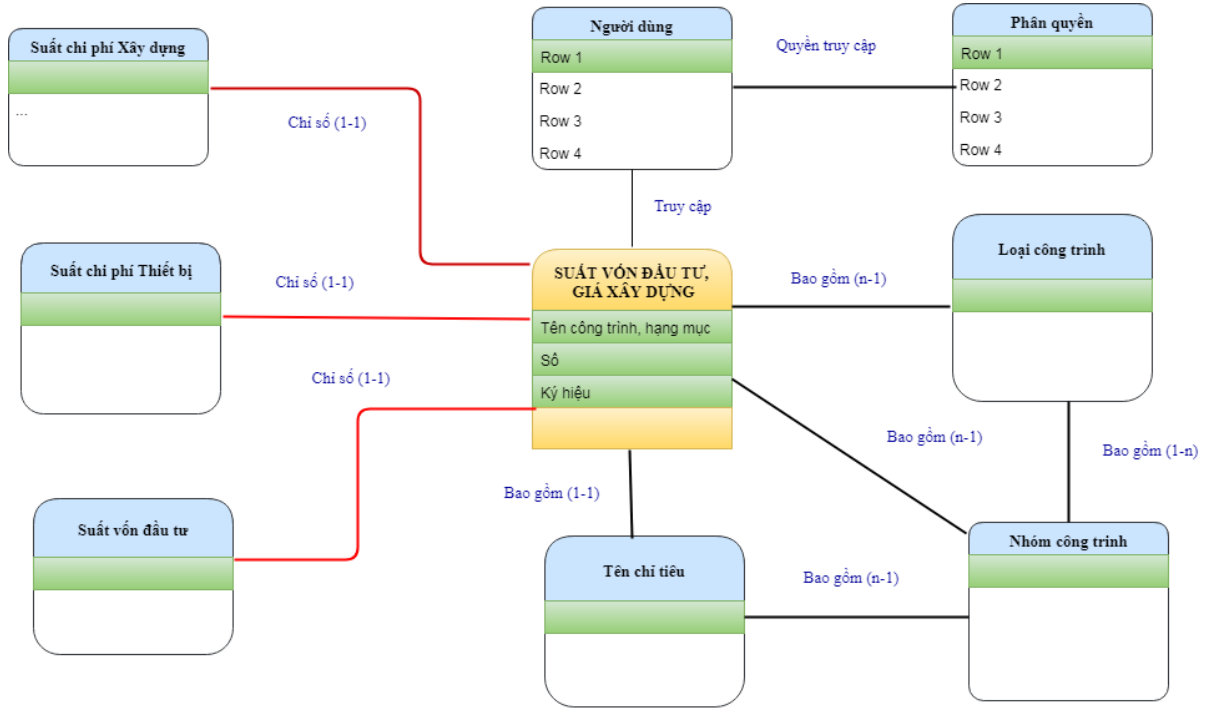 Suất chi phí Xây dựng
...
Chỉ số (1-1)
Người dùng
Row 1
Row 2
Row 3
Row 4
Quyền truy cập
Phân quyền
Row 1
Row 2
Row 3
Row 4
Truy cập
Suất chi phí Thiết bị
Chỉ số (1-1)
SUẤT VỐN ĐẦU TƯ,
GIÁ XÂY DỰNG
Tên công trình, hạng mục
Số
Ký hiệu
Bao gồm (n-1)
Loại công trình
Chỉ số (1-1)
Bao gồm (n-1)
Bao gồm (1-n)
Suất vốn đầu tư
Bao gồm (1-1)
Tên chỉ tiêu
Bao gồm (n-1)
Nhóm công trình